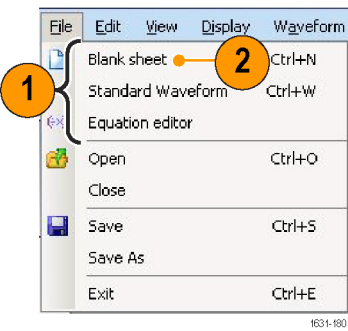 File Edit View Display Waveform
Blank sheet 2 Ctrl+N
1
Standard Waveform Ctrl+W
Equation editor
Open Ctrl+O
Close
Save Ctrl+S
Save As
Exit Ctrl+E
1631-180